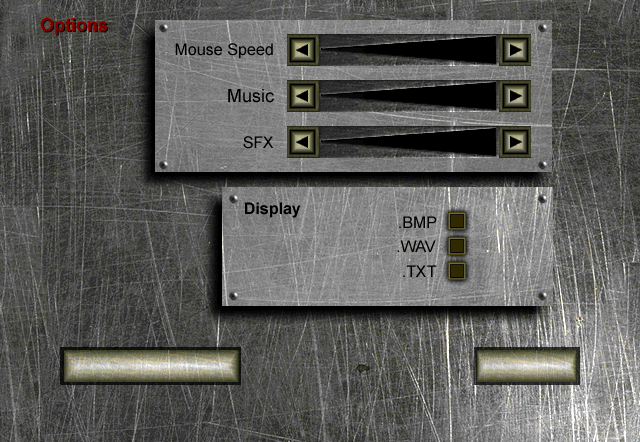 Options
Mouse Speed
Music
SFX
Display
.BMP
.WAV
.TXT